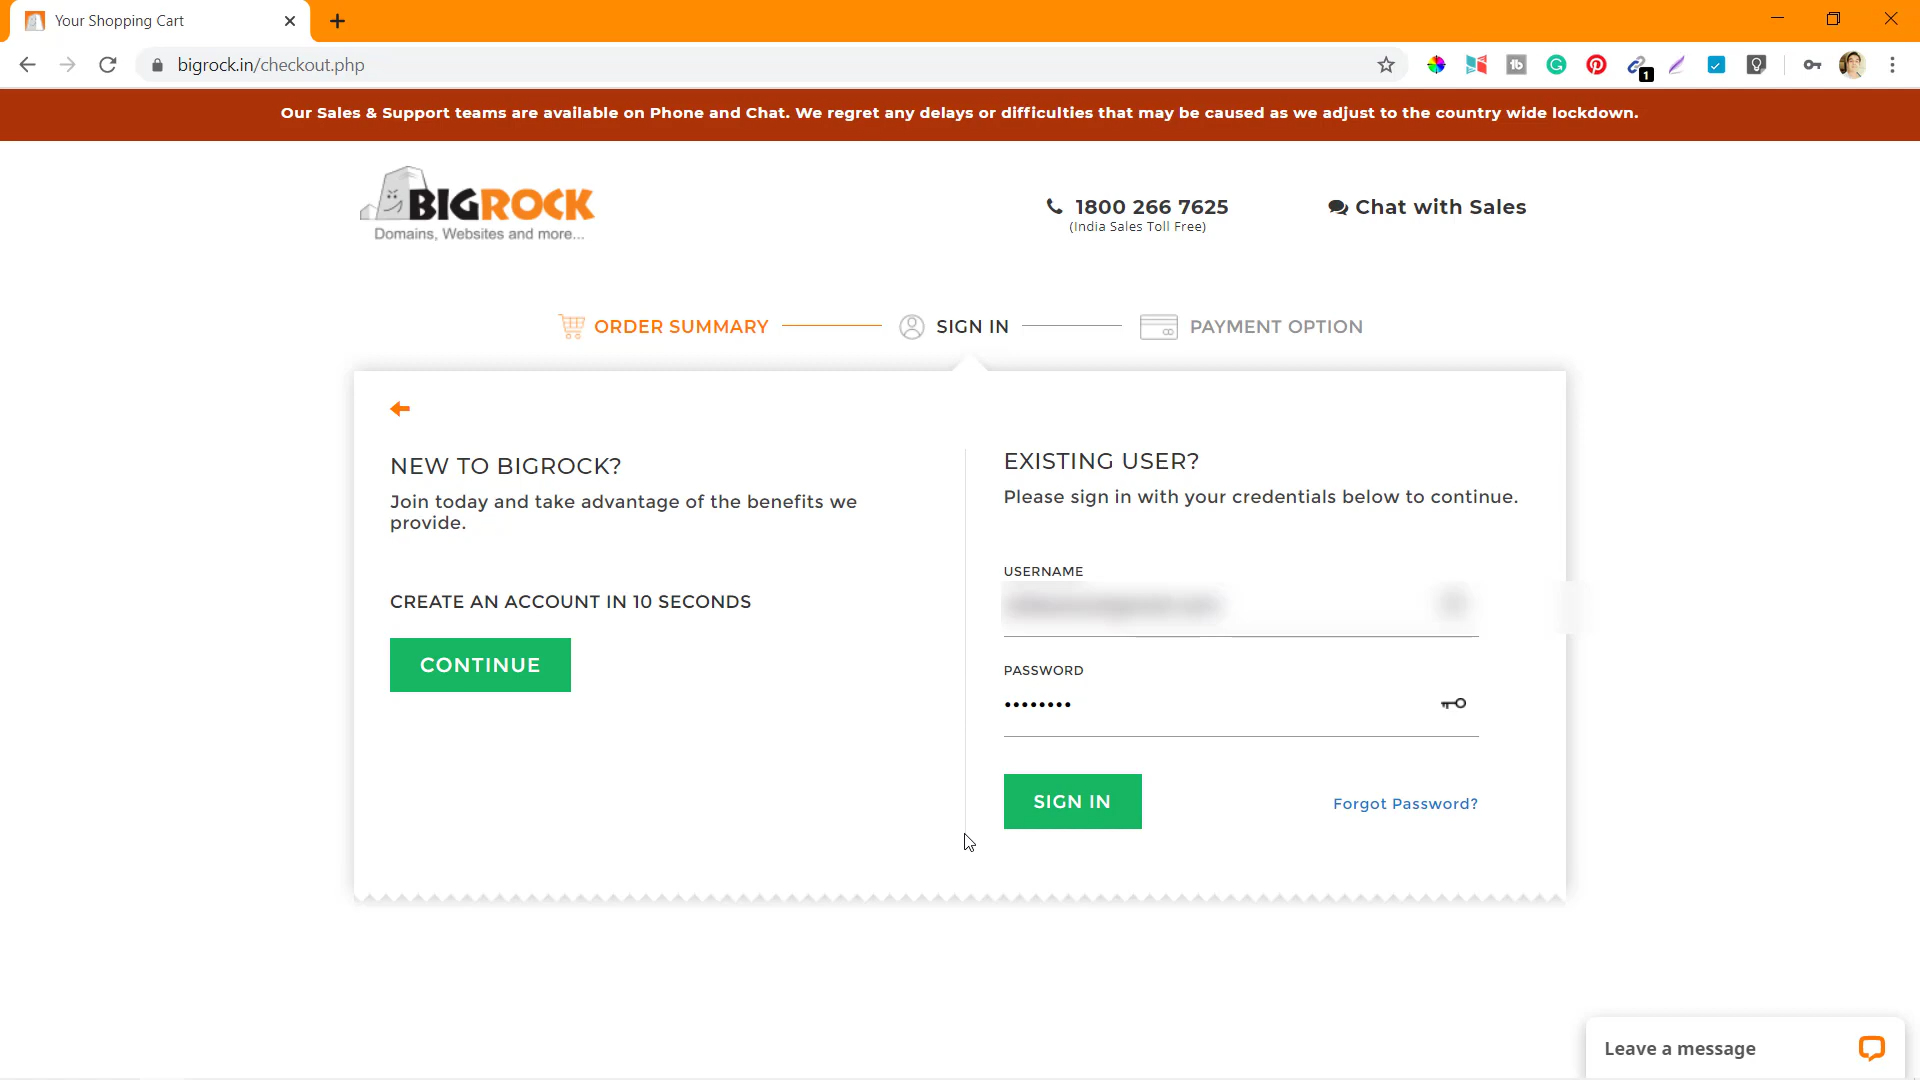 Your Shopping Cart
bigrock.in/checkout.php
1
Our Sales & Support teams are available on Phone and Chat. We regret any delays or difficulties that may be caused as we adjust to the country wide lockdown.
BIGROCK
Domains, Websites and more...
1800 266 7625
(India Sales Toll Free)
Chat with Sales
ORDER SUMMARY
SIGN IN
PAYMENT OPTION
NEW TO BIGROCK?
Join today and take advantage of the benefits we
provide.
CREATE AN ACCOUNT IN 10 SECONDS
CONTINUE
EXISTING USER?
Please sign in with your credentials below to continue.
USERNAME
PASSWORD
••••••••
SIGN IN
Forgot Password?
Leave a message